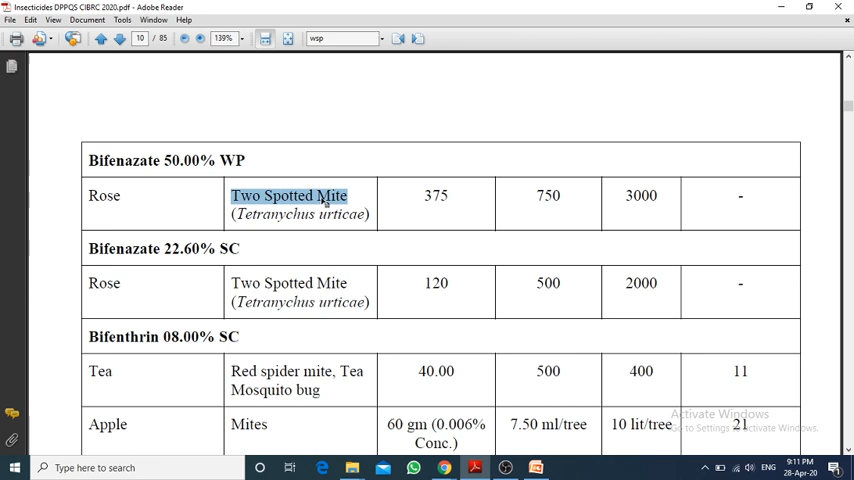 Insecticides DPPQS CIBRC 2020.pdf - Adobe Reader
File Edit View Document Tools Window Help
10 / 85 139% wsp
Bifenazate 50.00% WP
Rose Two Spotted Mite 375 750 3000 -
(Tetranychus urticae)
Bifenazate 22.60% SC
Rose Two Spotted Mite 120 500 2000 -
(Tetranychus urticae)
Bifenthrin 08.00% SC
Tea Red spider mite, Tea 40.00 500 400 11
Mosquito bug
Apple Mites 60 gm (0.006% 7.50 ml/tree 10 lit/tree 21
Conc.)
Activate Windows
Go to Settings to activate Windows.
Type here to search
ENG 9:11 PM
28-Apr-20